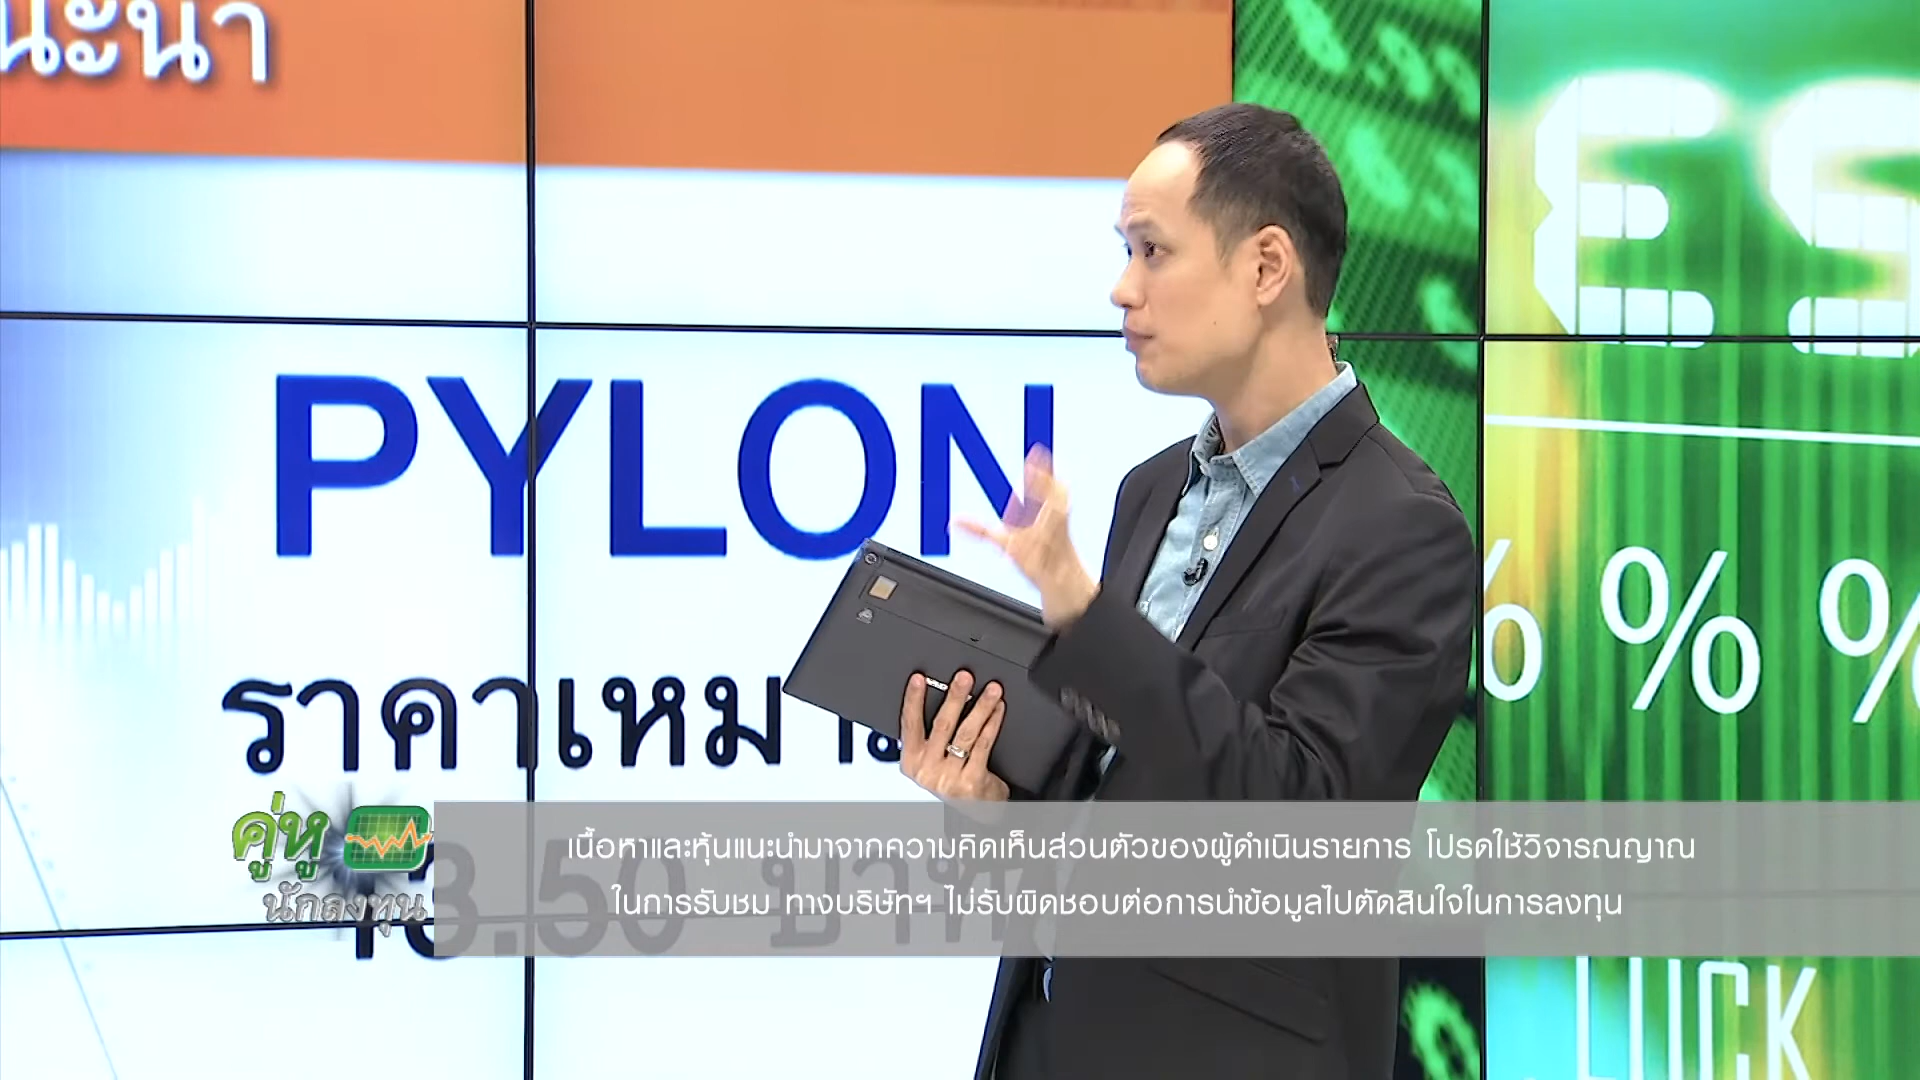 นะนำ
ES
PYLON
% %
ราคาเหมาะ
13.50 บาท
คู่หู
นักลงทุน
เนื้อหาและหุ้นแนะนำมาจากความคิดเห็นส่วนตัวของผู้ดำเนินรายการ โปรดใช้วิจารณญาณ
ในการรับชม ทางบริษัทฯ ไม่รับผิดชอบต่อการนำข้อมูลไปตัดสินใจในการลงทุน
LUCK